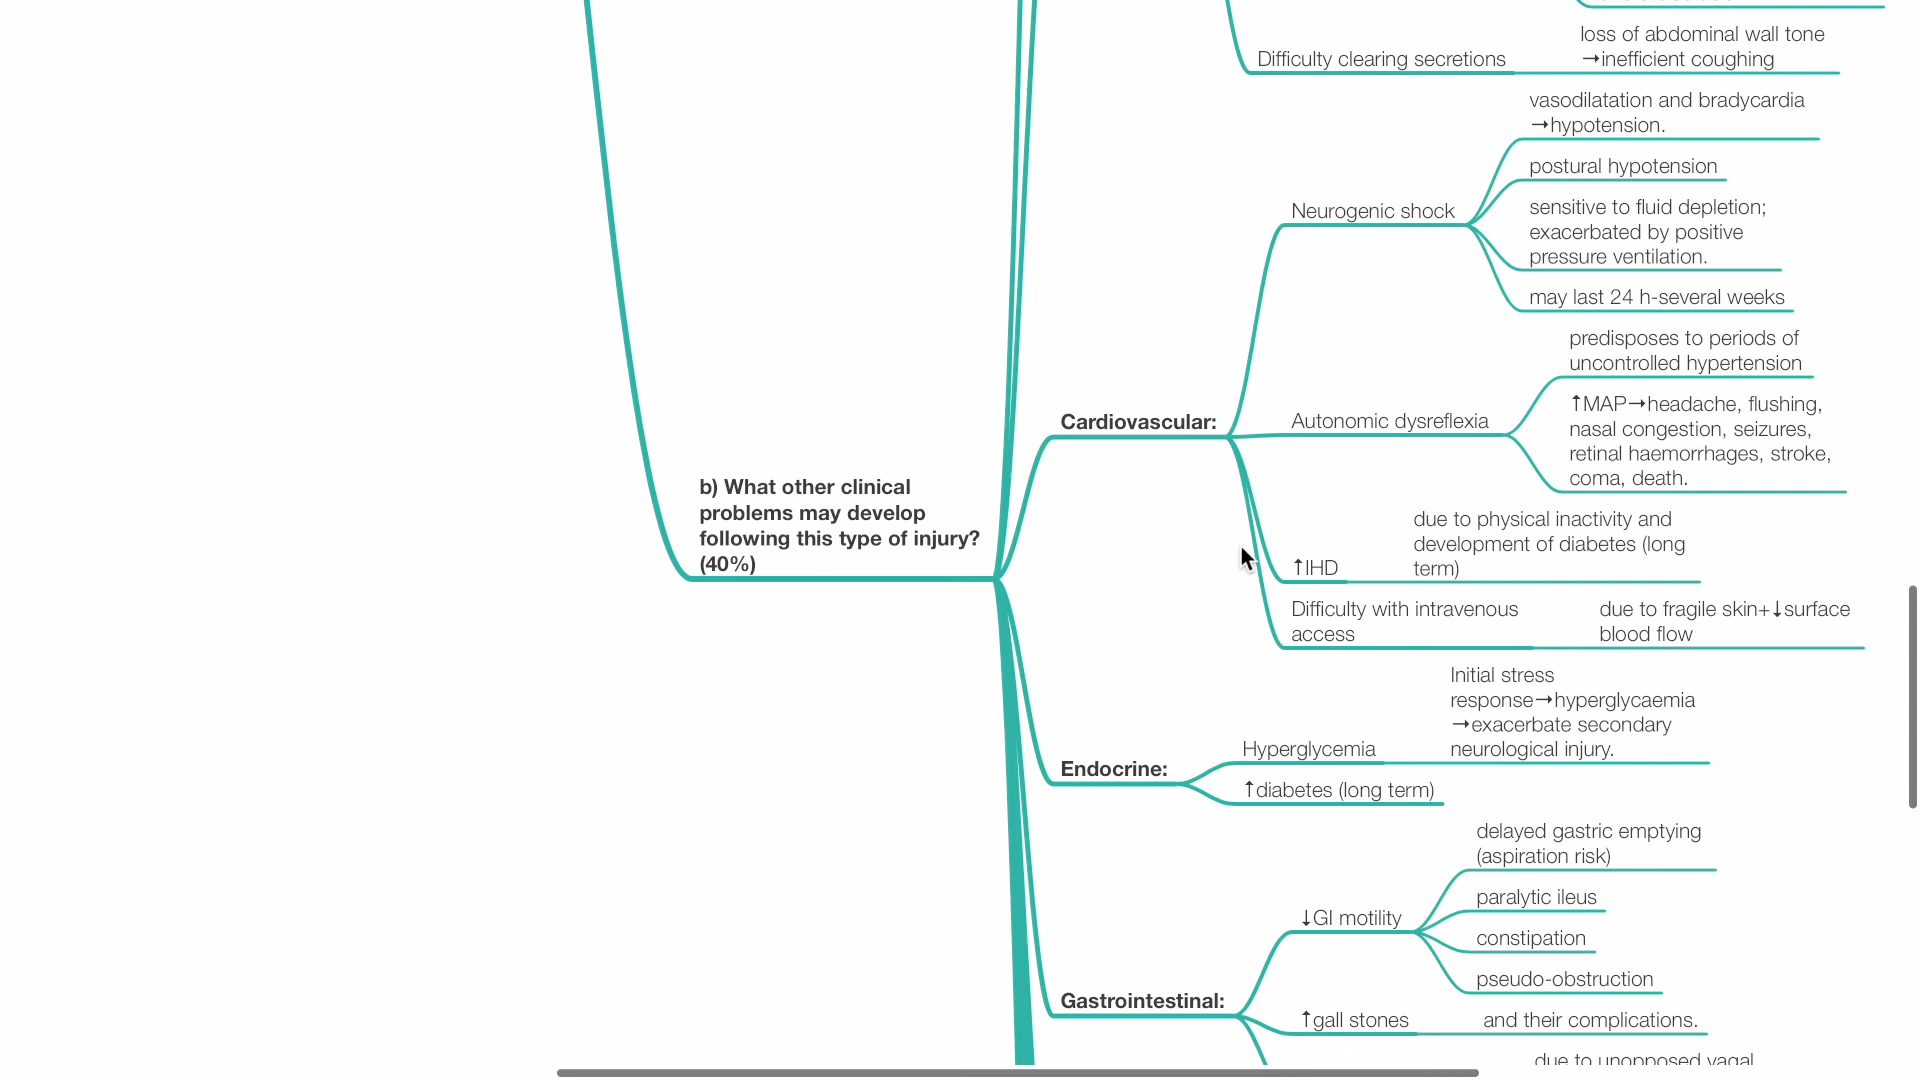 loss of abdominal wall tone
Difficulty clearing secretions
→inefficient coughing
vasodilatation and bradycardia
→hypotension.
postural hypotension
Neurogenic shock
sensitive to fluid depletion;
exacerbated by positive
pressure ventilation.
may last 24 h-several weeks
predisposes to periods of
uncontrolled hypertension
Cardiovascular:
Autonomic dysreflexia
↑MAP→headache, flushing,
nasal congestion, seizures,
retinal haemorrhages, stroke,
coma, death.
b) What other clinical
problems may develop
following this type of injury?
(40%)
↑IHD
due to physical inactivity and
development of diabetes (long
term)
Difficulty with intravenous
access
due to fragile skin+↓surface
blood flow
Endocrine:
Hyperglycemia
Initial stress
response→hyperglycaemia
→exacerbate secondary
neurological injury.
↑diabetes (long term)
Gastrointestinal:
↓GI motility
delayed gastric emptying
(aspiration risk)
paralytic ileus
constipation
pseudo-obstruction
↑gall stones
and their complications.
due to unopposed vagal